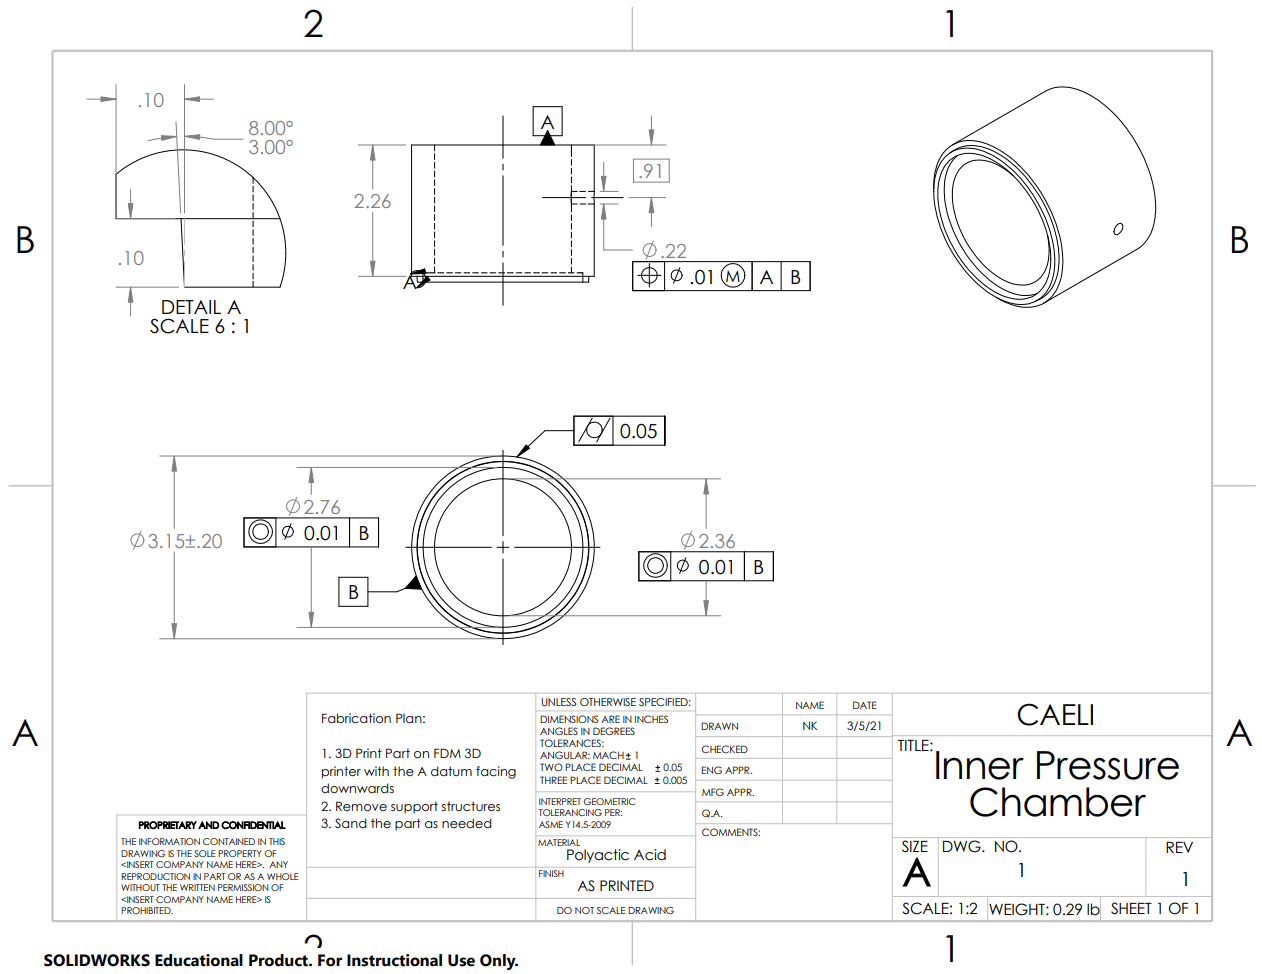 2
1
B
B
A
A
.10
8.00°
3.00°
.10
DETAIL A
SCALE 6 : 1
A
2.26
.91
⌀.22
⌖ ⌀ .01 Ⓜ A B
A
⌭ 0.05
⌀2.76
◎ ⌀ 0.01 B
⌀3.15±.20
⌀2.36
◎ ⌀ 0.01 B
B
Fabrication Plan:
1. 3D Print Part on FDM 3D
printer with the A datum facing
downwards
2. Remove support structures
3. Sand the part as needed
PROPRIETARY AND CONFIDENTIAL
THE INFORMATION CONTAINED IN THIS
DRAWING IS THE SOLE PROPERTY OF
<INSERT COMPANY NAME HERE>. ANY
REPRODUCTION IN PART OR AS A WHOLE
WITHOUT THE WRITTEN PERMISSION OF
<INSERT COMPANY NAME HERE> IS
PROHIBITED.
UNLESS OTHERWISE SPECIFIED:
DIMENSIONS ARE IN INCHES
ANGLES IN DEGREES
TOLERANCES:
ANGULAR: MACH± 1
TWO PLACE DECIMAL ± 0.05
THREE PLACE DECIMAL ± 0.005
INTERPRET GEOMETRIC
TOLERANCING PER:
ASME Y14.5-2009
MATERIAL
Polyactic Acid
FINISH
AS PRINTED
DO NOT SCALE DRAWING
NAME DATE
DRAWN NK 3/5/21
CHECKED
ENG APPR.
MFG APPR.
Q.A.
COMMENTS:
CAELI
TITLE:
Inner Pressure
Chamber
SIZE DWG. NO. REV
A 1 1
SCALE: 1:2 WEIGHT: 0.29 lb SHEET 1 OF 1
2
1
SOLIDWORKS Educational Product. For Instructional Use Only.